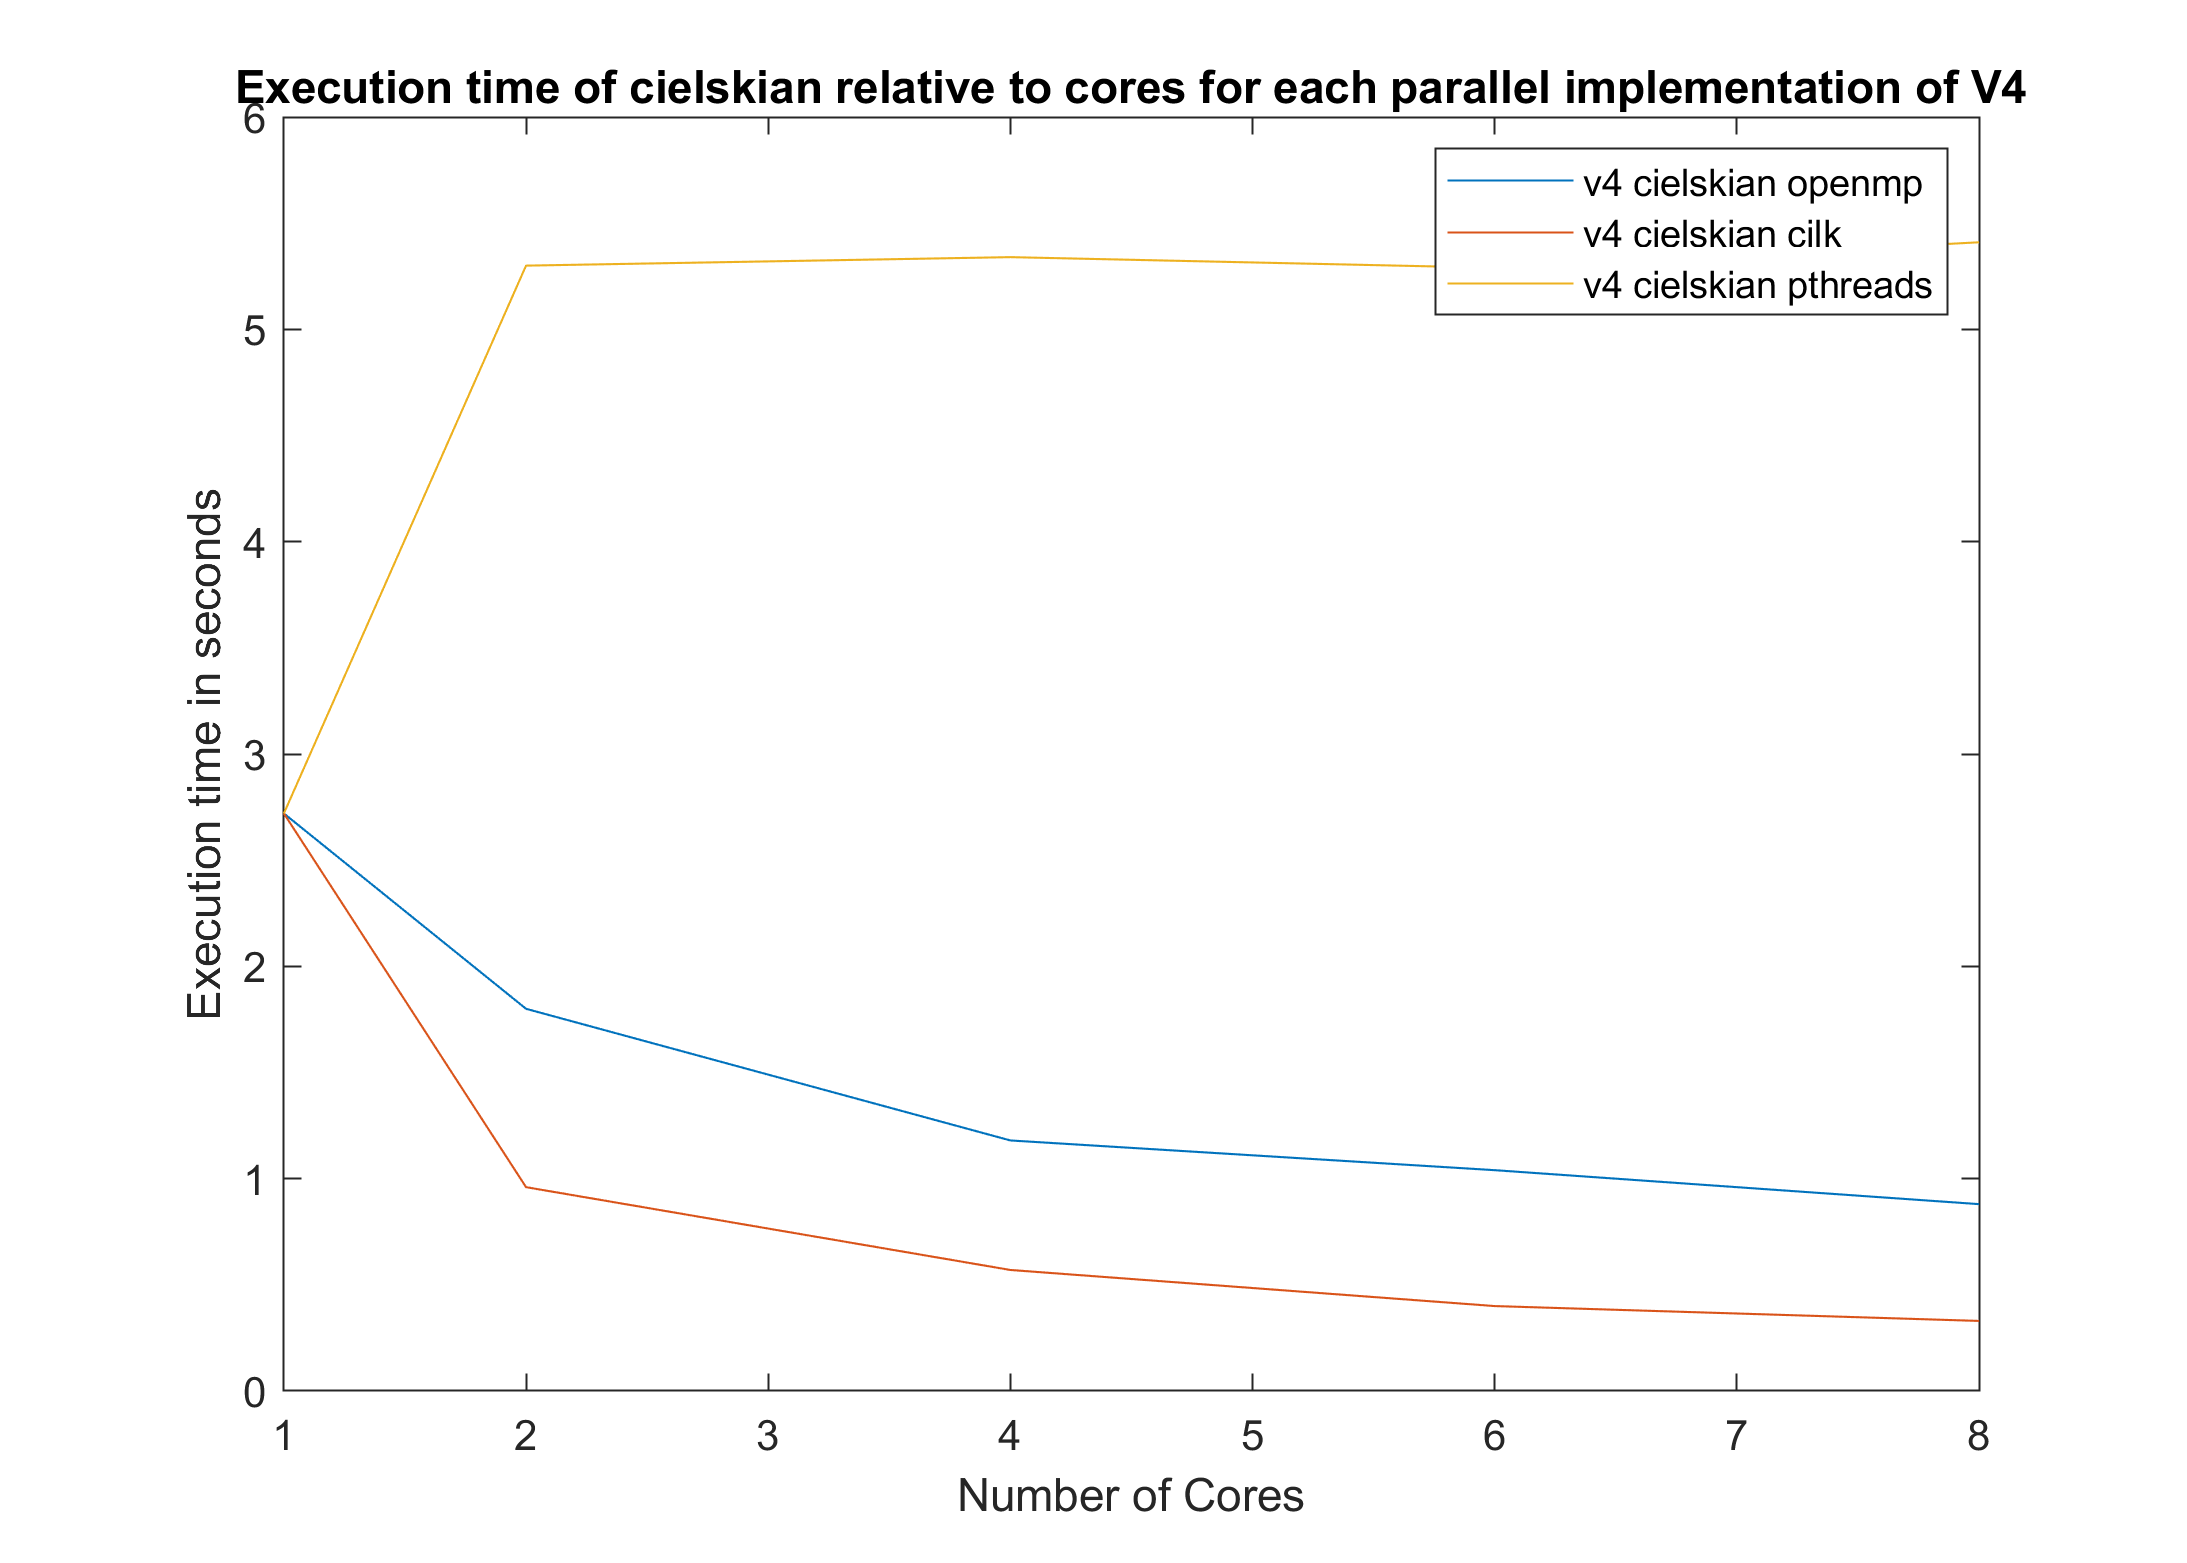 Execution time of cielskian relative to cores for each parallel implementation of V4
6
5
4
3
2
1
0
Execution time in seconds
v4 cielskian openmp
v4 cielskian cilk
v4 cielskian pthreads
1 2 3 4 5 6 7 8
Number of Cores